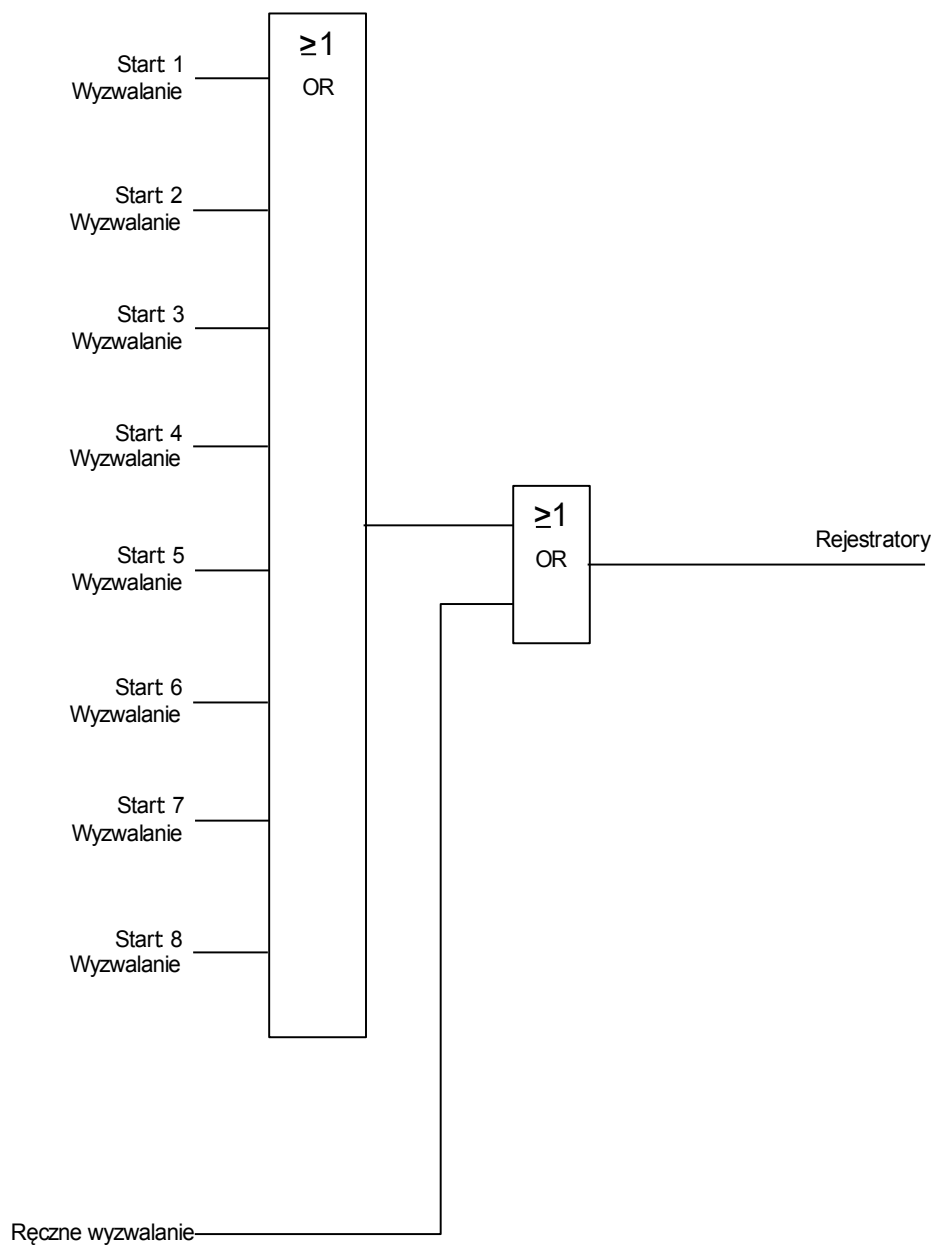 ≥1
OR
Start 1
Wyzwalanie
Start 2
Wyzwalanie
Start 3
Wyzwalanie
Start 4
Wyzwalanie
Start 5
Wyzwalanie
Start 6
Wyzwalanie
Start 7
Wyzwalanie
Start 8
Wyzwalanie
≥1
OR
Rejestratory
Ręczne wyzwalanie